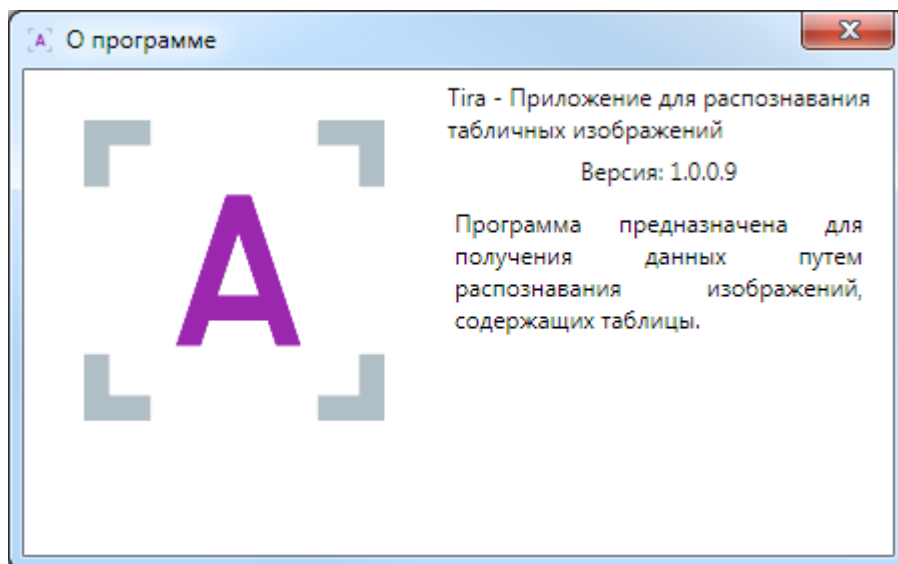 О программе
Tira - Приложение для распознавания
табличных изображений
Версия: 1.0.0.9
Программа предназначена для
получения данных путем
распознавания изображений,
содержащих таблицы.
A